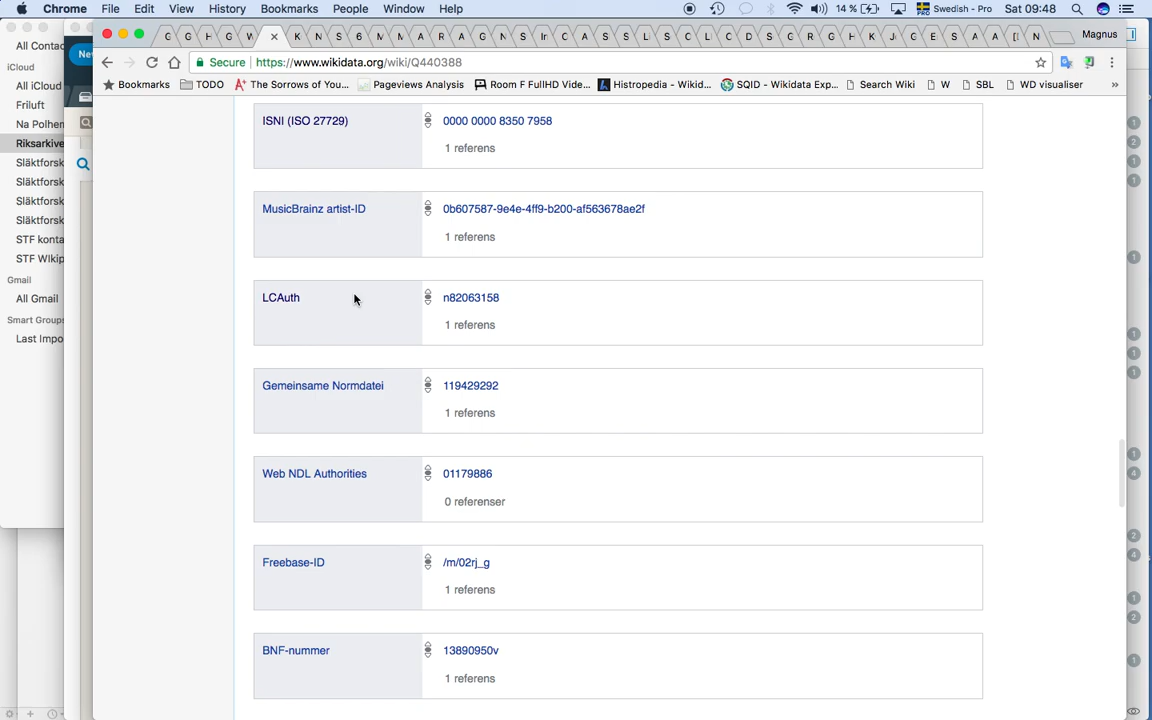 Chrome File Edit View History Bookmarks People Window Help 14 % Swedish - Pro Sat 09:48
Magnus
Secure https://www.wikidata.org/wiki/Q440388
Bookmarks TODO The Sorrows of You... Pageviews Analysis Room F FullHD Vide... Histropedia - Wikid... SQID - Wikidata Exp... Search Wiki W SBL WD visualiser »
All Contac
iCloud
All iCloud
Friluft
Na Polhem
Riksarkive
Släktforsk
Släktforsk
Släktforsk
Släktforsk
STF konta
STF WIkip
Gmail
All Gmail
Smart Groups
Last Impo
Net
ISNI (ISO 27729) 0000 0000 8350 7958
1 referens
MusicBrainz artist-ID 0b607587-9e4e-4ff9-b200-af563678ae2f
1 referens
LCAuth n82063158
1 referens
Gemeinsame Normdatei 119429292
1 referens
Web NDL Authorities 01179886
0 referenser
Freebase-ID /m/02rj_g
1 referens
BNF-nummer 13890950v
1 referens